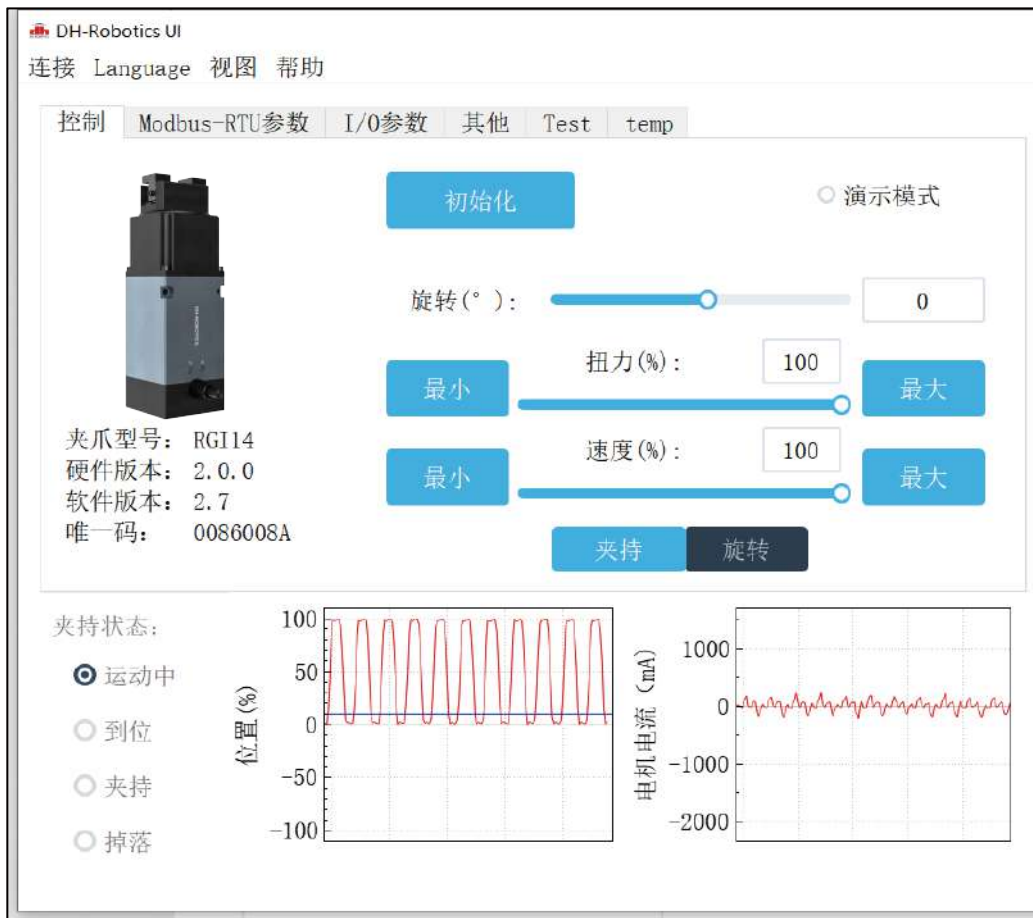 DH-Robotics UI
连接 Language 视图 帮助
控制 Modbus-RTU参数 I/O参数 其他 Test temp
初始化
演示模式
旋转(° ): 0
扭力(%): 100
最小 最大
速度(%): 100
最小 最大
夹持 旋转
夹爪型号: RGI14
硬件版本: 2.0.0
软件版本: 2.7
唯一码: 0086008A
夹持状态:
运动中
到位
夹持
掉落
位置(%)
100
50
0
-50
-100
电机电流 (mA)
1000
0
-1000
-2000